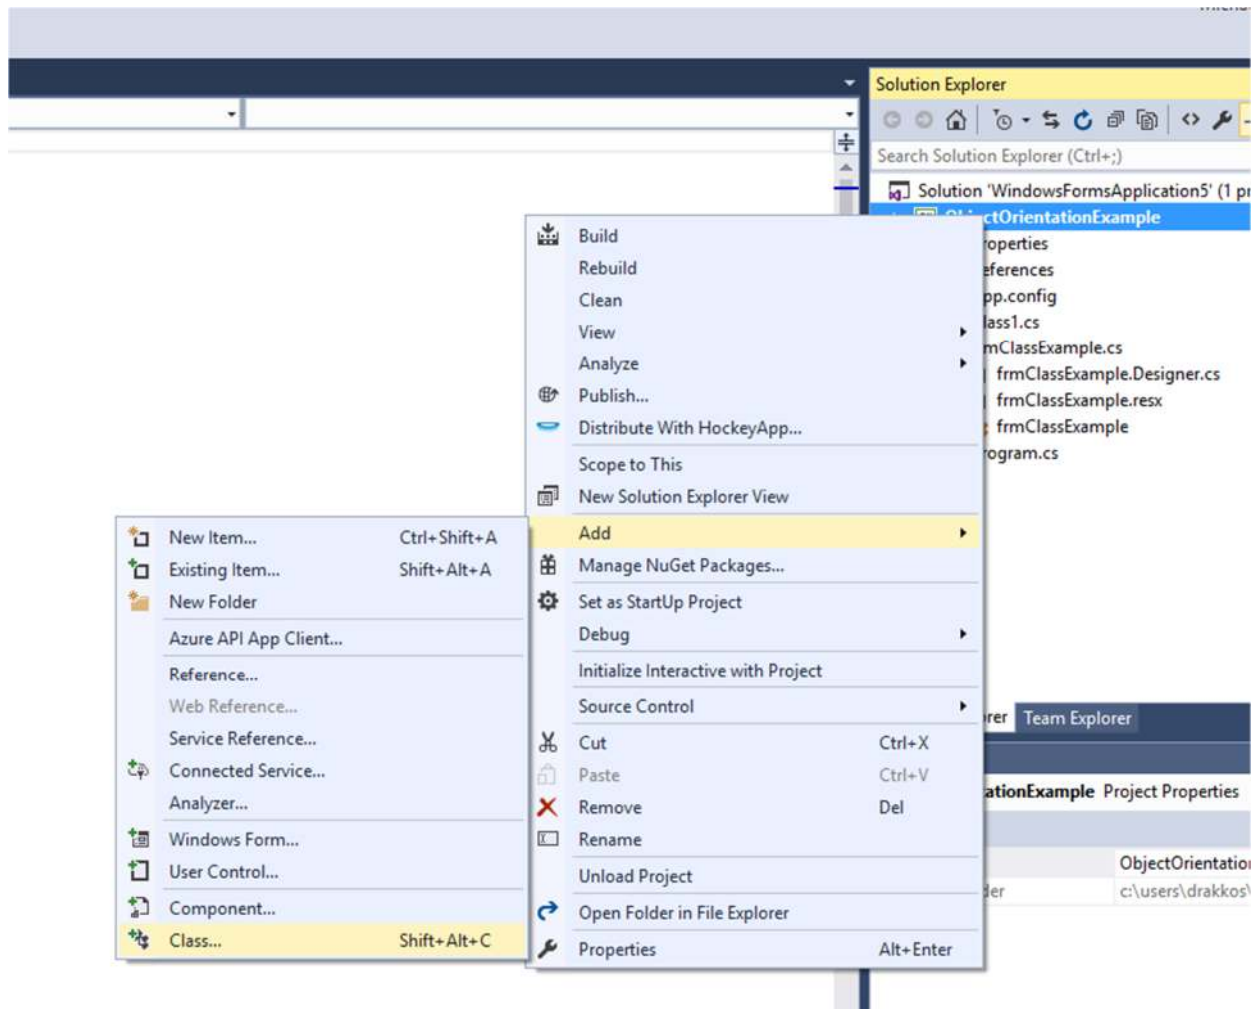 Solution Explorer
Search Solution Explorer (Ctrl+;)
Solution 'WindowsFormsApplication5' (1 pr
ObjectOrientationExample
operties
eferences
pp.config
lass1.cs
mClassExample.cs
frmClassExample.Designer.cs
frmClassExample.resx
frmClassExample
rogram.cs
Build
Rebuild
Clean
View
Analyze
Publish...
Distribute With HockeyApp...
Scope to This
New Solution Explorer View
Add
Manage NuGet Packages...
Set as StartUp Project
Debug
Initialize Interactive with Project
Source Control
Cut Ctrl+X
Paste Ctrl+V
Remove Del
Rename
Unload Project
Open Folder in File Explorer
Properties Alt+Enter
New Item... Ctrl+Shift+A
Existing Item... Shift+Alt+A
New Folder
Azure API App Client...
Reference...
Web Reference...
Service Reference...
Connected Service...
Analyzer...
Windows Form...
User Control...
Component...
Class... Shift+Alt+C
rer Team Explorer
ationExample Project Properties
ObjectOrientatio
der c:\users\drakkos\